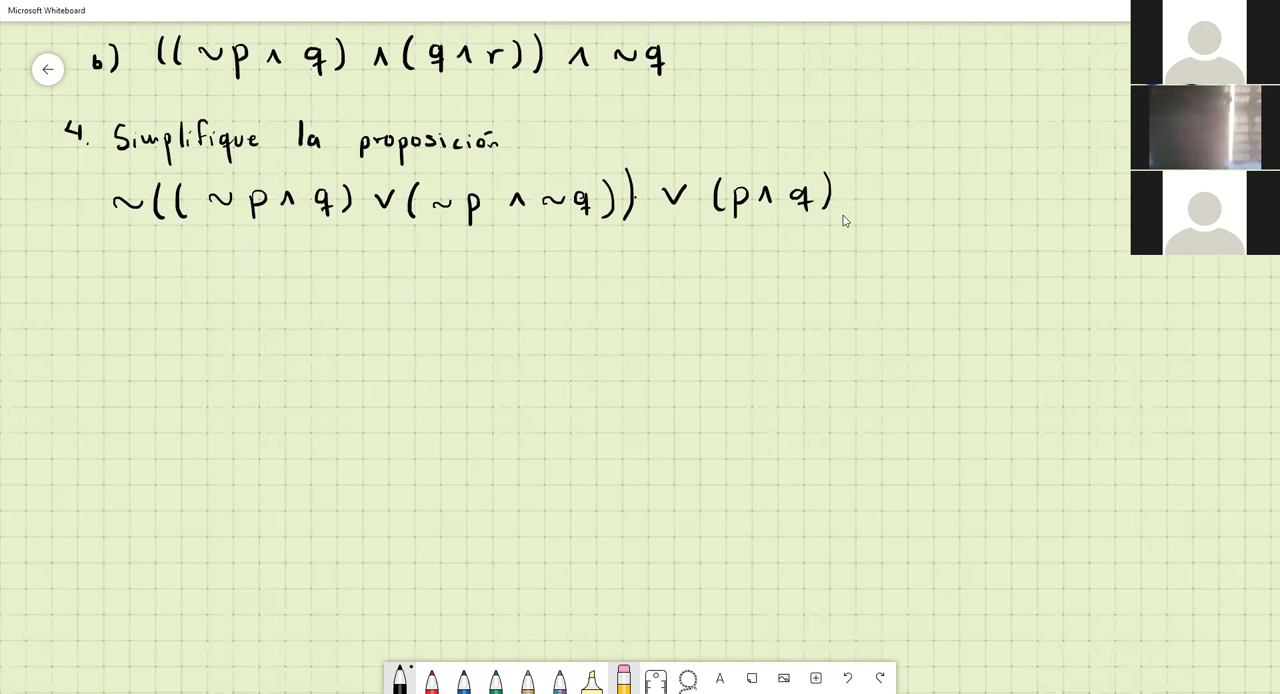 Microsoft Whiteboard
b) ((~p ∧ q) ∧ (q ∧ r)) ∧ ~q
4. Simplifique la proposición
~((~p ∧ q) ∨ (~p ∧ ~q)) ∨ (p ∧ q)
A